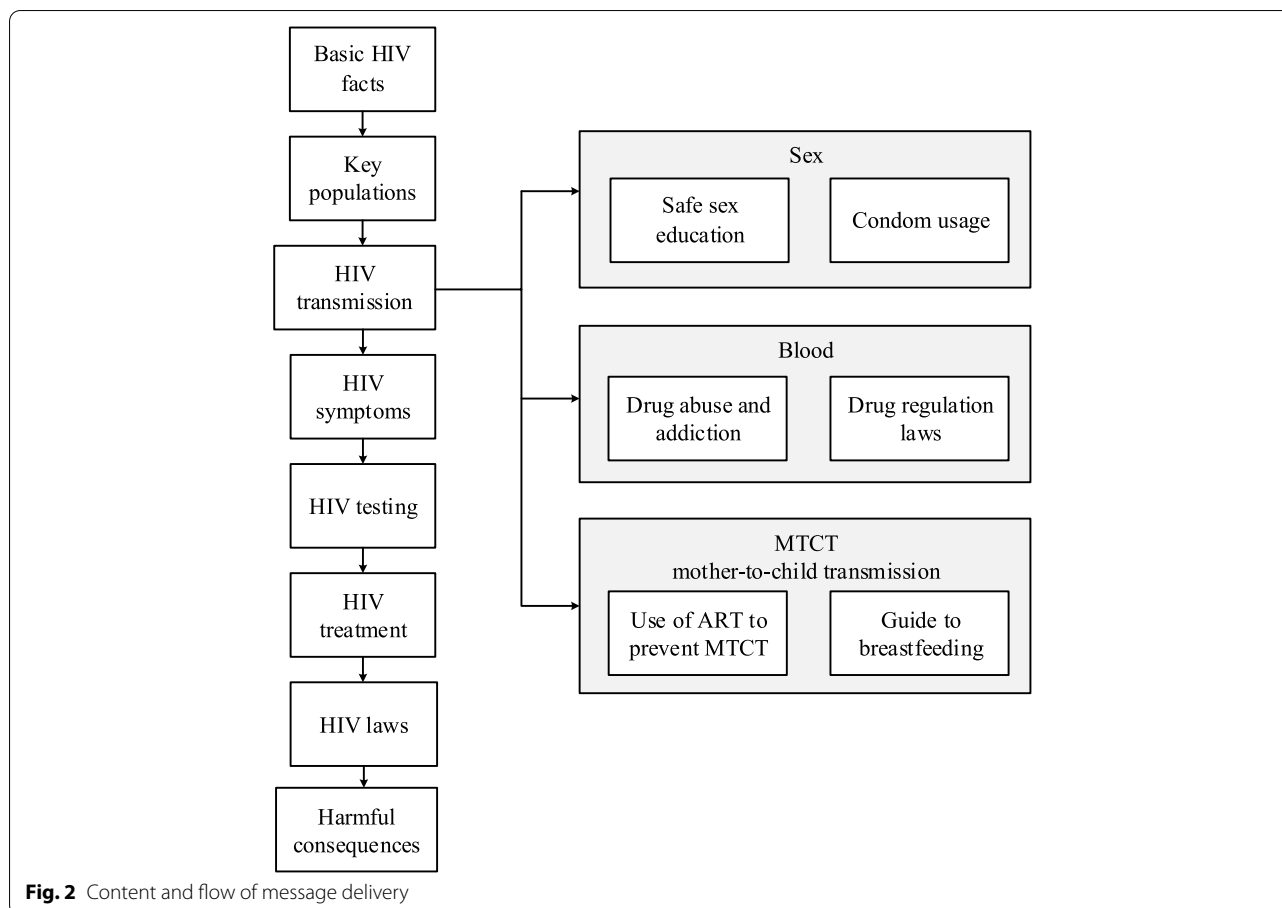 Basic HIV
facts
Key
populations
HIV
transmission
HIV
symptoms
HIV testing
HIV
treatment
HIV laws
Harmful
consequences
Sex
Safe sex
education
Condom usage
Blood
Drug abuse and
addiction
Drug regulation
laws
MTCT
mother-to-child transmission
Use of ART to
prevent MTCT
Guide to
breastfeeding
Fig. 2 Content and flow of message delivery